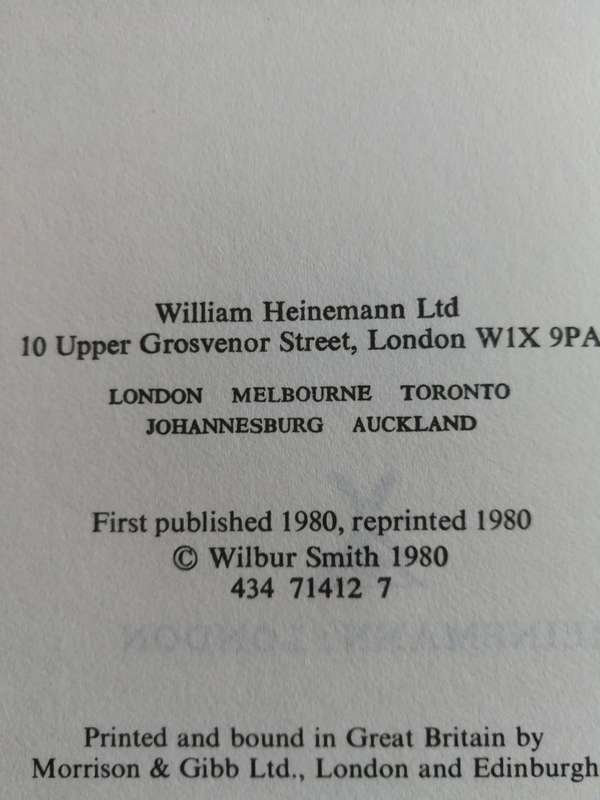 William Heinemann Ltd
10 Upper Grosvenor Street, London W1X 9PA
LONDON MELBOURNE TORONTO
JOHANNESBURG AUCKLAND
First published 1980, reprinted 1980
© Wilbur Smith 1980
434 71412 7
HEINEMANN: LONDON
Printed and bound in Great Britain by
Morrison & Gibb Ltd., London and Edinburgh